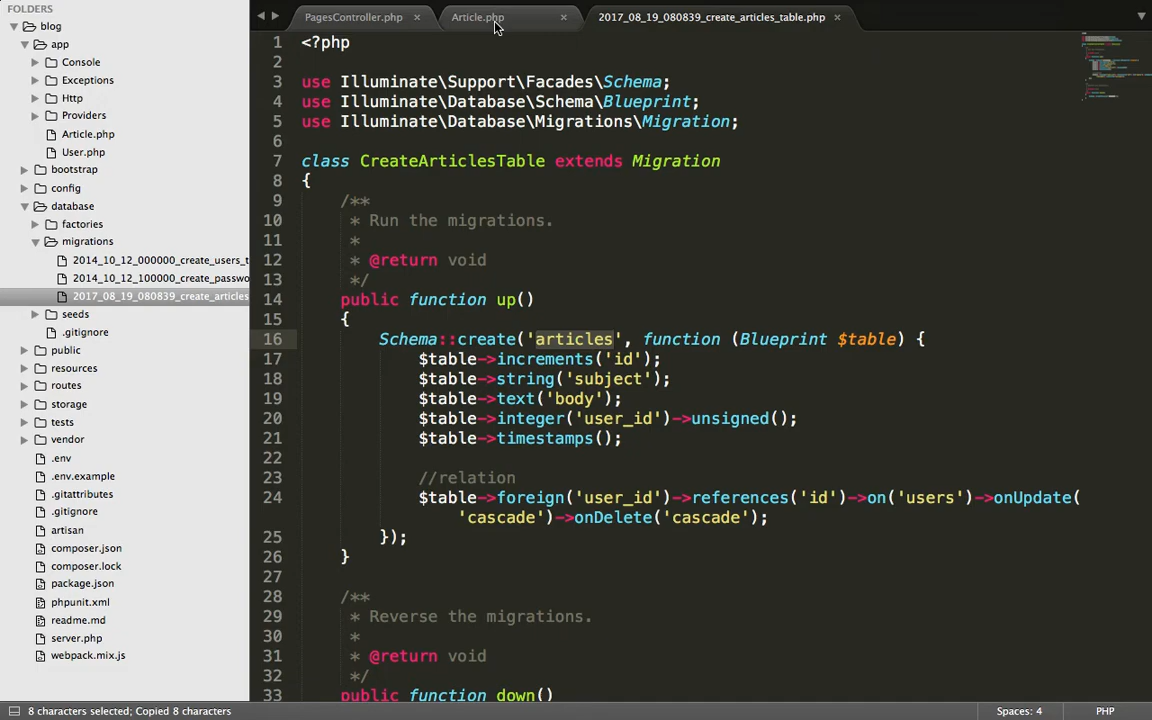 FOLDERS
blog
app
Console
Exceptions
Http
Providers
Article.php
User.php
bootstrap
config
database
factories
migrations
2014_10_12_000000_create_users_t
2014_10_12_100000_create_passwo
2017_08_19_080839_create_articles
seeds
.gitignore
public
resources
routes
storage
tests
vendor
.env
.env.example
.gitattributes
.gitignore
artisan
composer.json
composer.lock
package.json
phpunit.xml
readme.md
server.php
webpack.mix.js
PagesController.php × Article.php × 2017_08_19_080839_create_articles_table.php ×
1 <?php
2
3 use Illuminate\Support\Facades\Schema;
4 use Illuminate\Database\Schema\Blueprint;
5 use Illuminate\Database\Migrations\Migration;
6
7 class CreateArticlesTable extends Migration
8 {
9 /**
10 * Run the migrations.
11 *
12 * @return void
13 */
14 public function up()
15 {
16 Schema::create('articles', function (Blueprint $table) {
17 $table->increments('id');
18 $table->string('subject');
19 $table->text('body');
20 $table->integer('user_id')->unsigned();
21 $table->timestamps();
22
23 //relation
24 $table->foreign('user_id')->references('id')->on('users')->onUpdate(
'cascade')->onDelete('cascade');
25 });
26 }
27
28 /**
29 * Reverse the migrations.
30 *
31 * @return void
32 */
33 public function down()
8 characters selected; Copied 8 characters
Spaces: 4
PHP